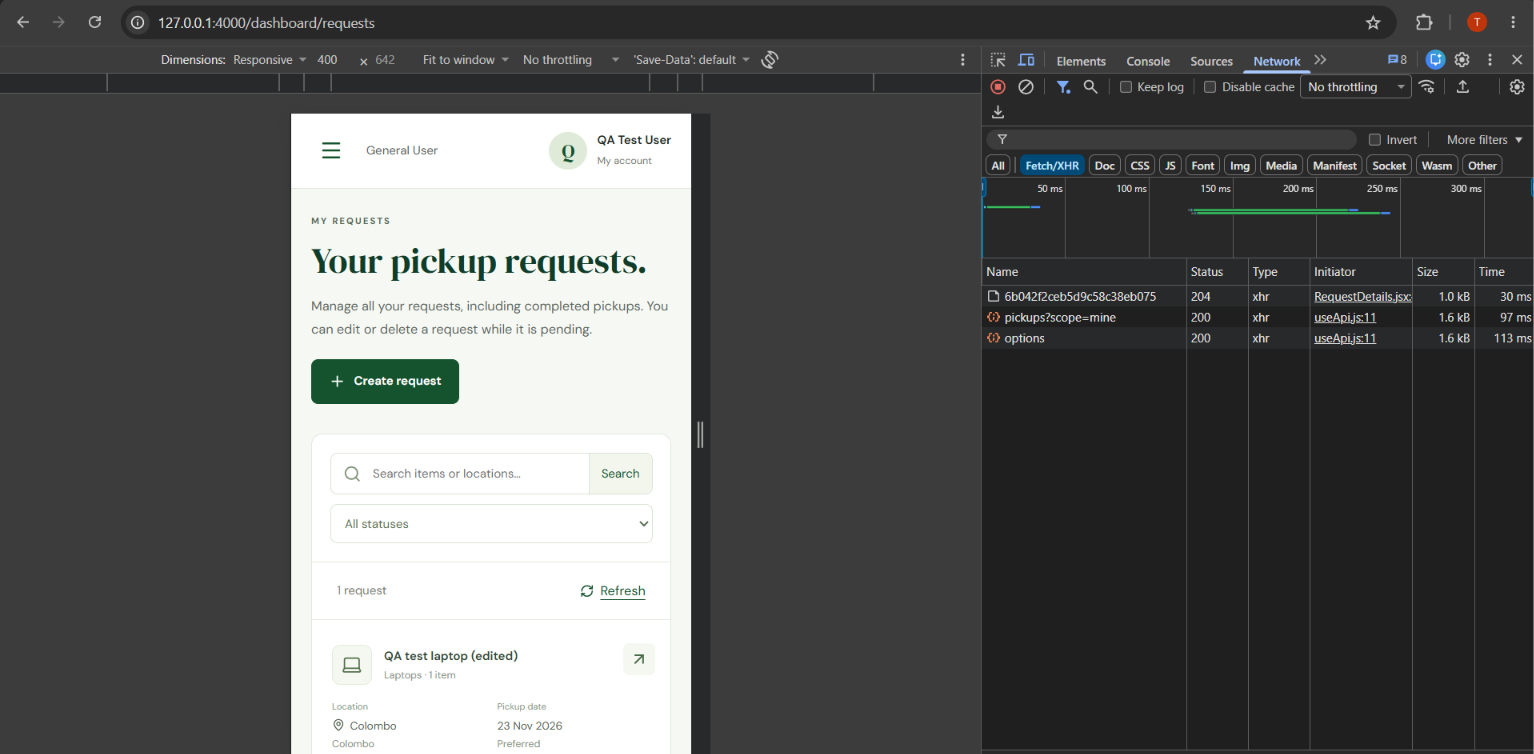 127.0.0.1:4000/dashboard/requests
T
Dimensions: Responsive 400 × 642 Fit to window No throttling 'Save-Data': default
Elements Console Sources Network 8
Keep log Disable cache No throttling
Invert More filters
All Fetch/XHR Doc CSS JS Font Img Media Manifest Socket Wasm Other
50 ms 100 ms 150 ms 200 ms 250 ms 300 ms
Name Status Type Initiator Size Time
6b042f2ceb5d9c58c38eb075 204 xhr RequestDetails.jsx: 1.0 kB 30 ms
pickups?scope=mine 200 xhr useApi.js:11 1.6 kB 97 ms
options 200 xhr useApi.js:11 1.6 kB 113 ms
General User
Q
QA Test User
My account
MY REQUESTS
Your pickup requests.
Manage all your requests, including completed pickups. You
can edit or delete a request while it is pending.
+ Create request
Search items or locations... Search
All statuses
1 request Refresh
QA test laptop (edited)
Laptops · 1 item
Location Pickup date
Colombo 23 Nov 2026
Colombo Preferred